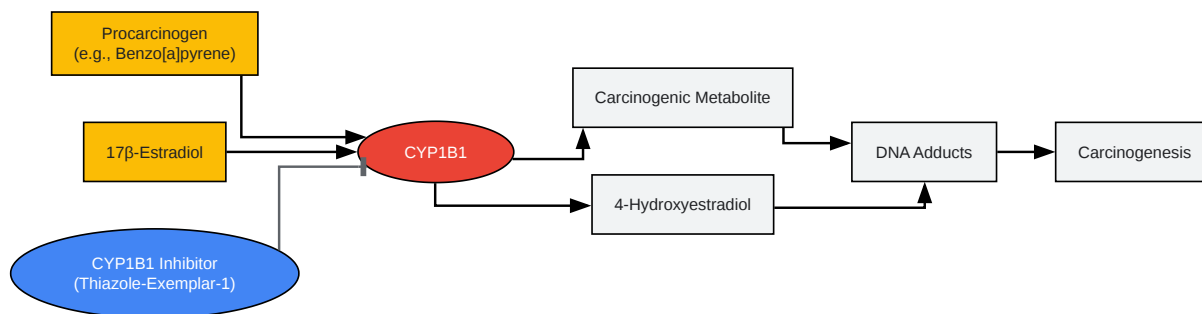 Procarcinogen
(e.g., Benzo[a]pyrene)
17β-Estradiol
CYP1B1 Inhibitor
(Thiazole-Exemplar-1)
CYP1B1
Carcinogenic Metabolite
4-Hydroxyestradiol
DNA Adducts
Carcinogenesis